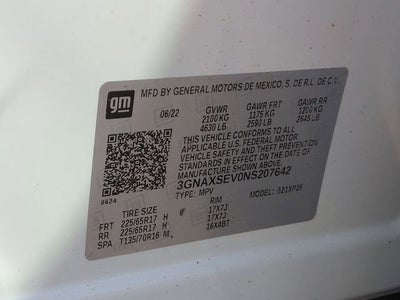 gm
MFD BY GENERAL MOTORS DE MEXICO, S. DE R.L. DE C.V.
06/22 GVWR GAWR FRT GAWR RR
2100 KG 1175 KG 1200 KG
4630 LB 2590 LB 2645 LB
THIS VEHICLE CONFORMS TO ALL
APPLICABLE U.S. FEDERAL MOTOR
VEHICLE SAFETY, BUMPER, AND THEFT
PREVENTION STANDARDS IN EFFECT ON
THE DATE OF MANUFACTURE SHOWN ABOVE.
3GNAXSEV0NS207642
TYPE: MPV MODEL: 921XP26
8624
TIRE SIZE RIM
FRT 225/65R17 H 17X7J
RR 225/65R17 H 17X7J
SPA T135/70R16 M 16X4BT